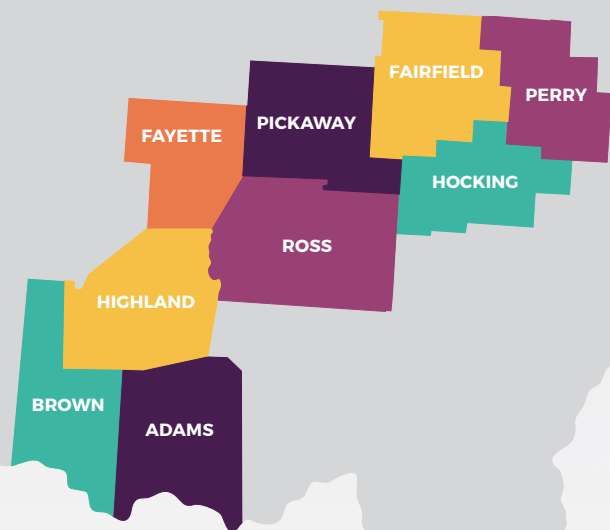 FAIRFIELD
PERRY
PICKAWAY
FAYETTE
HOCKING
ROSS
HIGHLAND
BROWN
ADAMS